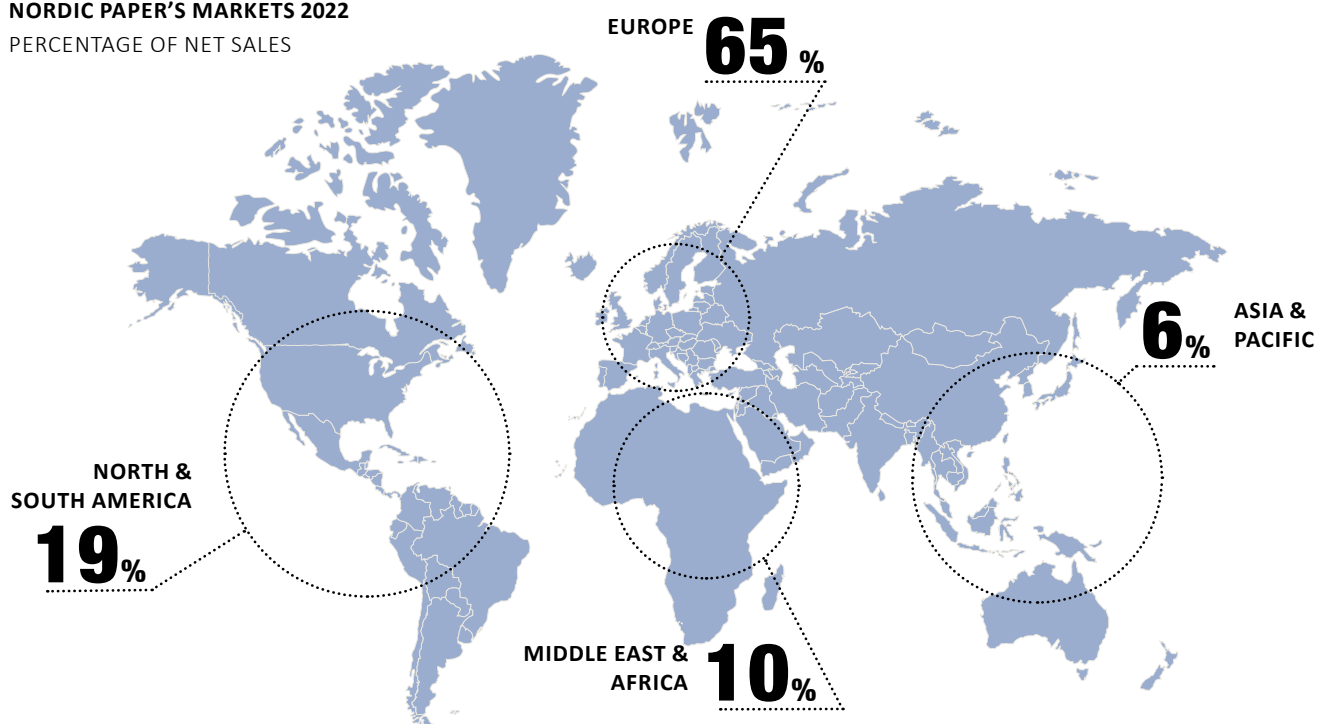 NORDIC PAPER'S MARKETS 2022
PERCENTAGE OF NET SALES
EUROPE 65 %
6% ASIA &
PACIFIC
NORTH &
SOUTH AMERICA
19%
MIDDLE EAST &
AFRICA 10%